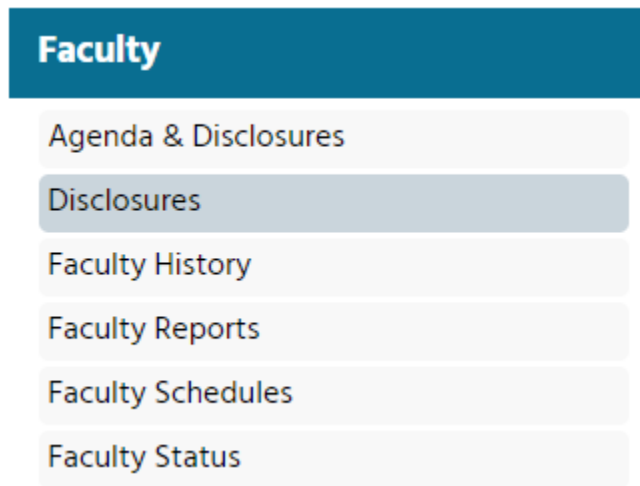 Faculty
Agenda & Disclosures
Disclosures
Faculty History
Faculty Reports
Faculty Schedules
Faculty Status